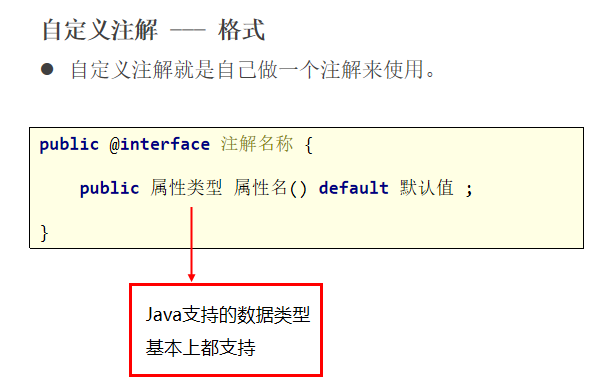 自定义注解 --- 格式
● 自定义注解就是自己做一个注解来使用。
public @interface 注解名称 {
public 属性类型 属性名() default 默认值 ;
}
Java支持的数据类型
基本上都支持